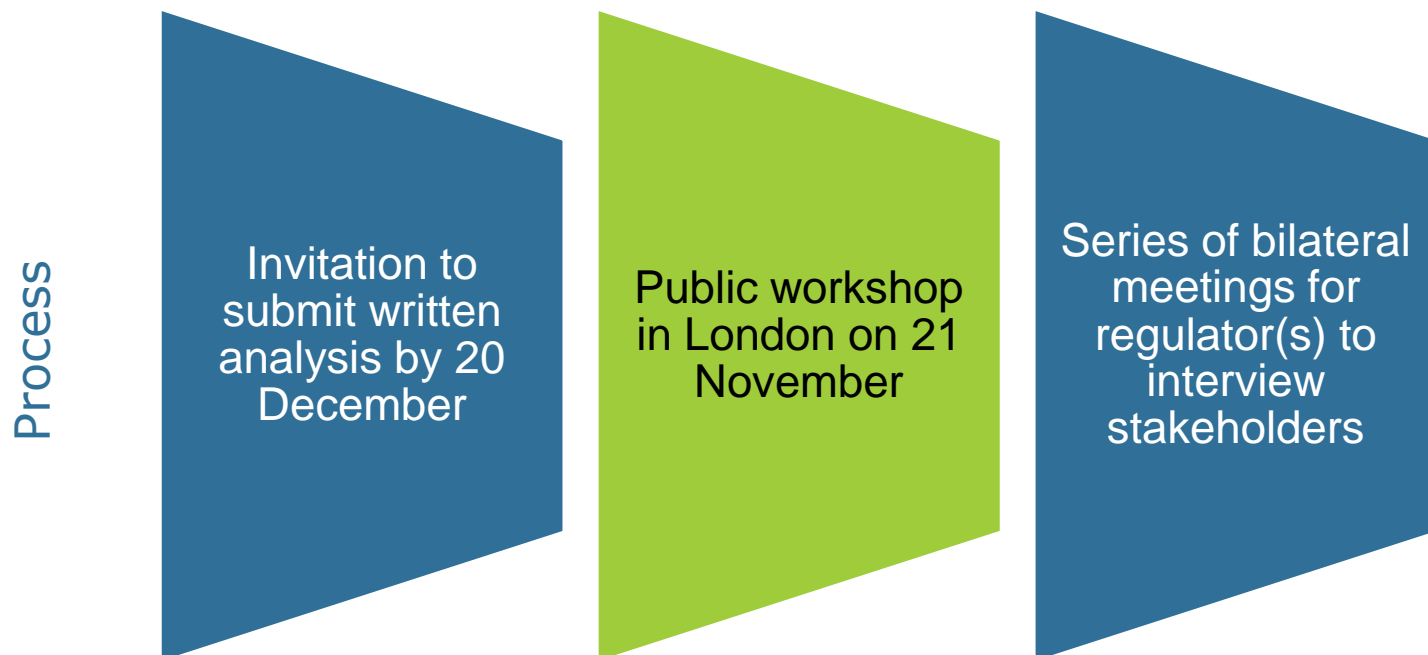 Process
Invitation to
submit written
analysis by 20
December
Public workshop
in London on 21
November
Series of bilateral
meetings for
regulator(s) to
interview
stakeholders